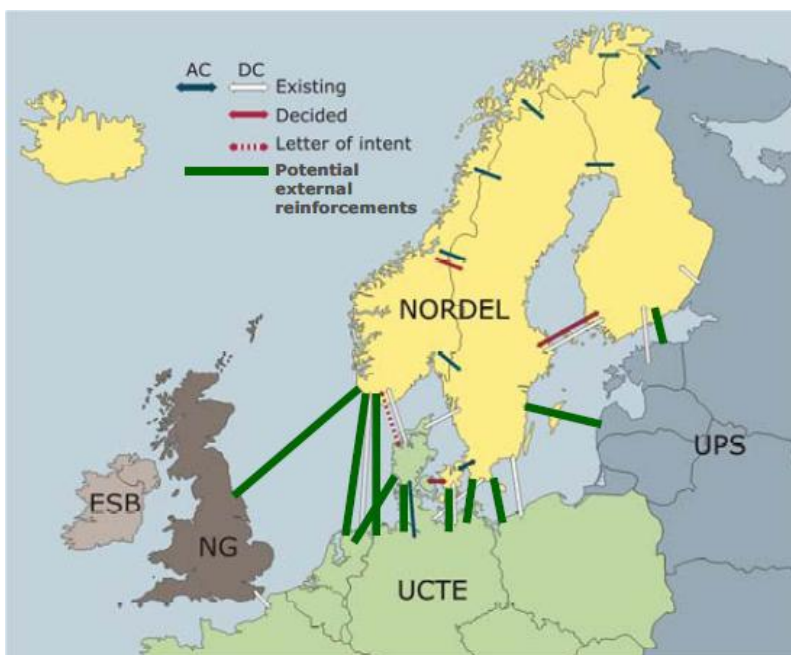 AC DC
Existing
Decided
Letter of intent
Potential
external
reinforcements
NORDEL
UPS
ESB
NG
UCTE